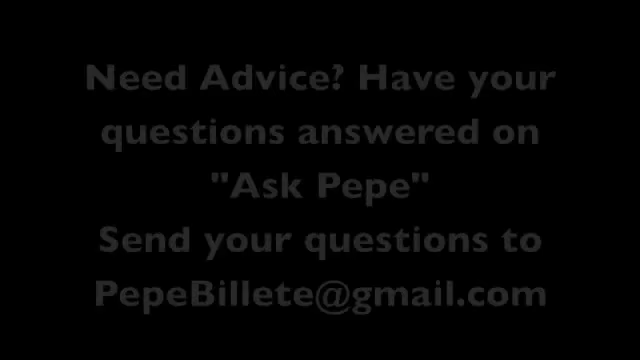 Need Advice? Have your
questions answered on
"Ask Pepe"
Send your questions to
PepeBillete@gmail.com